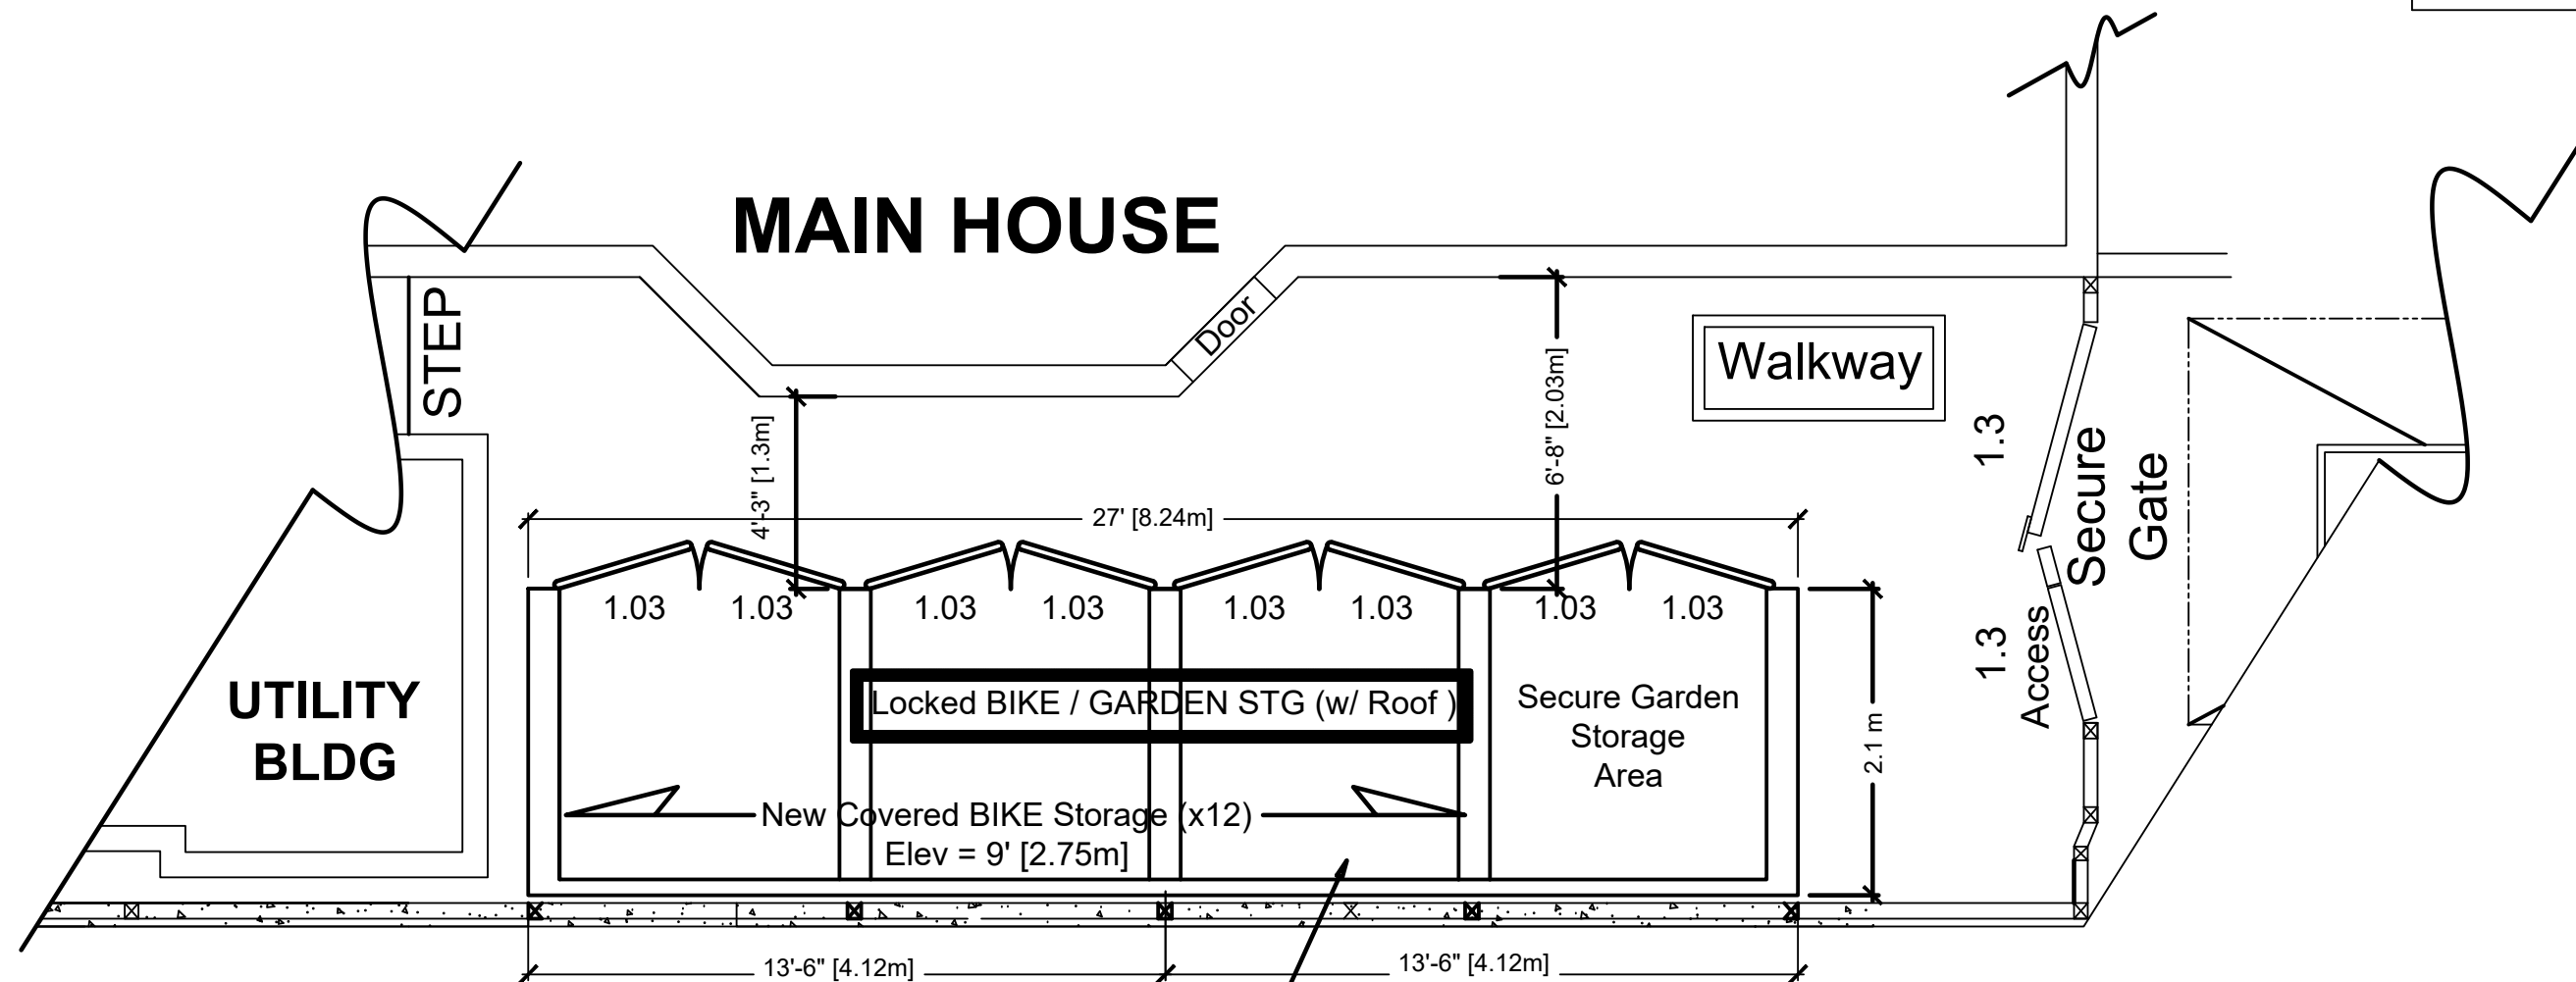 MAIN HOUSE
STEP
Door
Walkway
4'-3" [1.3m]
6'-8" [2.03m]
1.3
Secure
Gate
27' [8.24m]
1.03 1.03 1.03 1.03 1.03 1.03 1.03 1.03
1.3
Access
UTILITY
BLDG
Locked BIKE / GARDEN STG (w/ Roof )
Secure Garden
Storage
Area
2.1 m
New Covered BIKE Storage (x12)
Elev = 9' [2.75m]
13'-6" [4.12m]
13'-6" [4.12m]